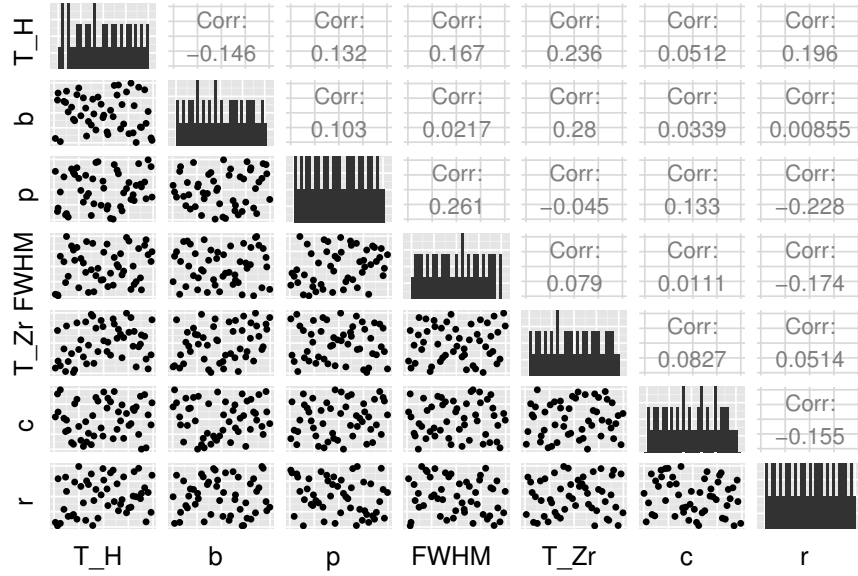 T_H
Corr:
−0.146
Corr:
0.132
Corr:
0.167
Corr:
0.236
Corr:
0.0512
Corr:
0.196
b
Corr:
0.103
Corr:
0.0217
Corr:
0.28
Corr:
0.0339
Corr:
0.00855
p
Corr:
0.261
Corr:
−0.045
Corr:
0.133
Corr:
−0.228
FWHM
Corr:
0.079
Corr:
0.0111
Corr:
−0.174
T_Zr
Corr:
0.0827
Corr:
0.0514
c
Corr:
−0.155
r
T_H
b
p
FWHM
T_Zr
c
r